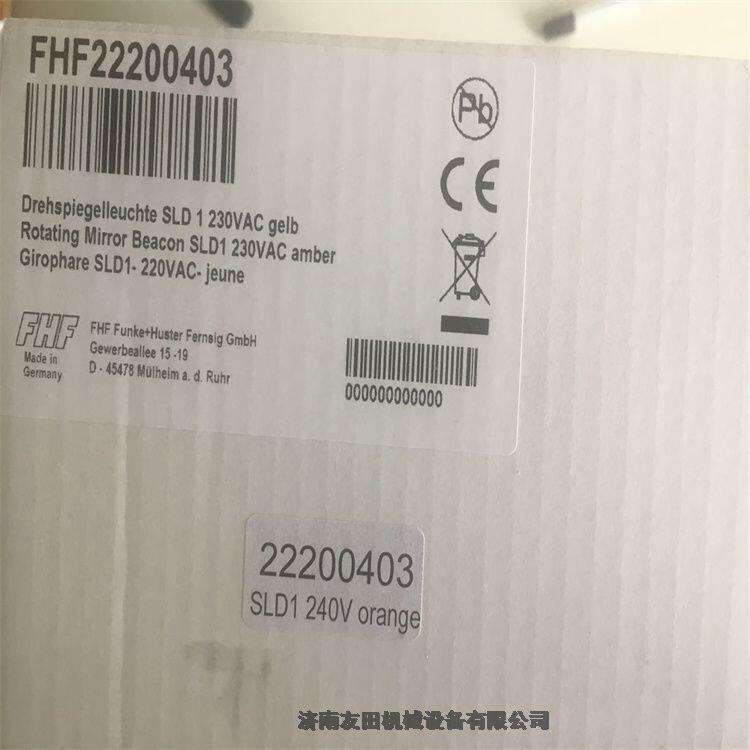 FHF22200403
Pb
CE
Drehspiegelleuchte SLD 1 230VAC gelb
Rotating Mirror Beacon SLD1 230VAC amber
Girophare SLD1- 220VAC- jeune
FHF
Made in
Germany
FHF Funke+Huster Fernsig GmbH
Gewerbeallee 15 -19
D - 45478 Mülheim a. d. Ruhr
000000000000
22200403
SLD1 240V orange
济南友田机械设备有限公司